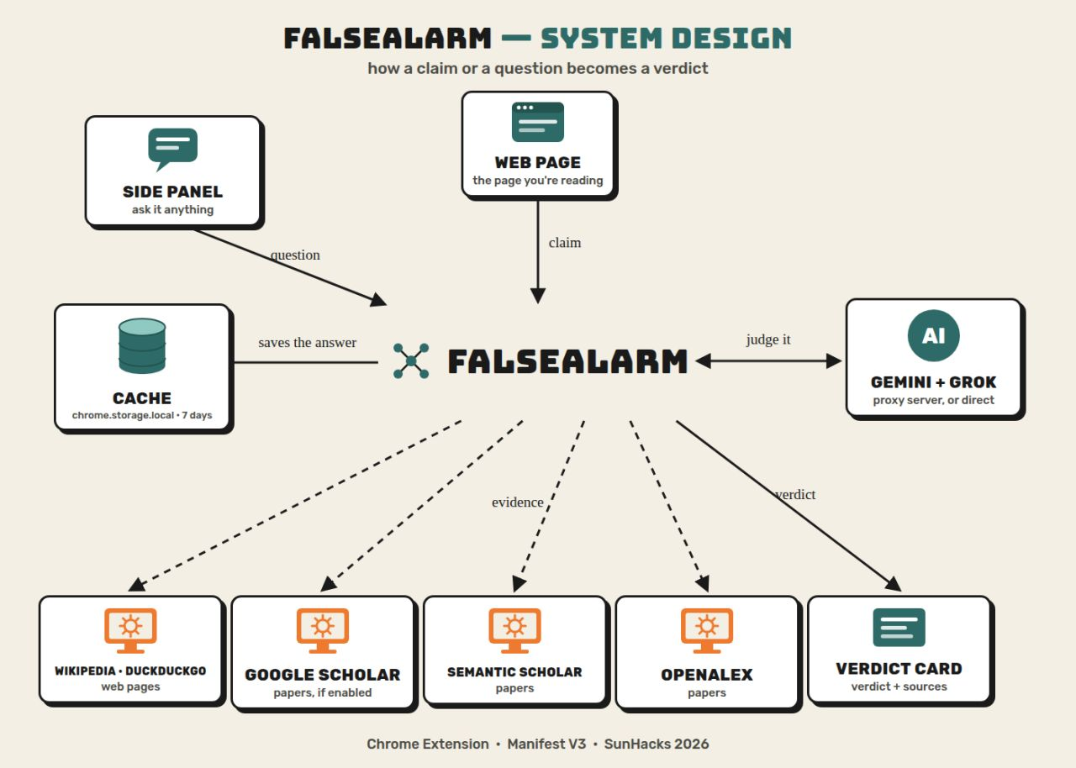 FALSEALARM — SYSTEM DESIGN
how a claim or a question becomes a verdict
SIDE PANEL
ask it anything
WEB PAGE
the page you're reading
question
claim
CACHE
chrome.storage.local • 7 days
saves the answer
FALSEALARM
judge it
AI
GEMINI + GROK
proxy server, or direct
evidence
verdict
WIKIPEDIA • DUCKDUCKGO
web pages
GOOGLE SCHOLAR
papers, if enabled
SEMANTIC SCHOLAR
papers
OPENALEX
papers
VERDICT CARD
verdict + sources
Chrome Extension • Manifest V3 • SunHacks 2026